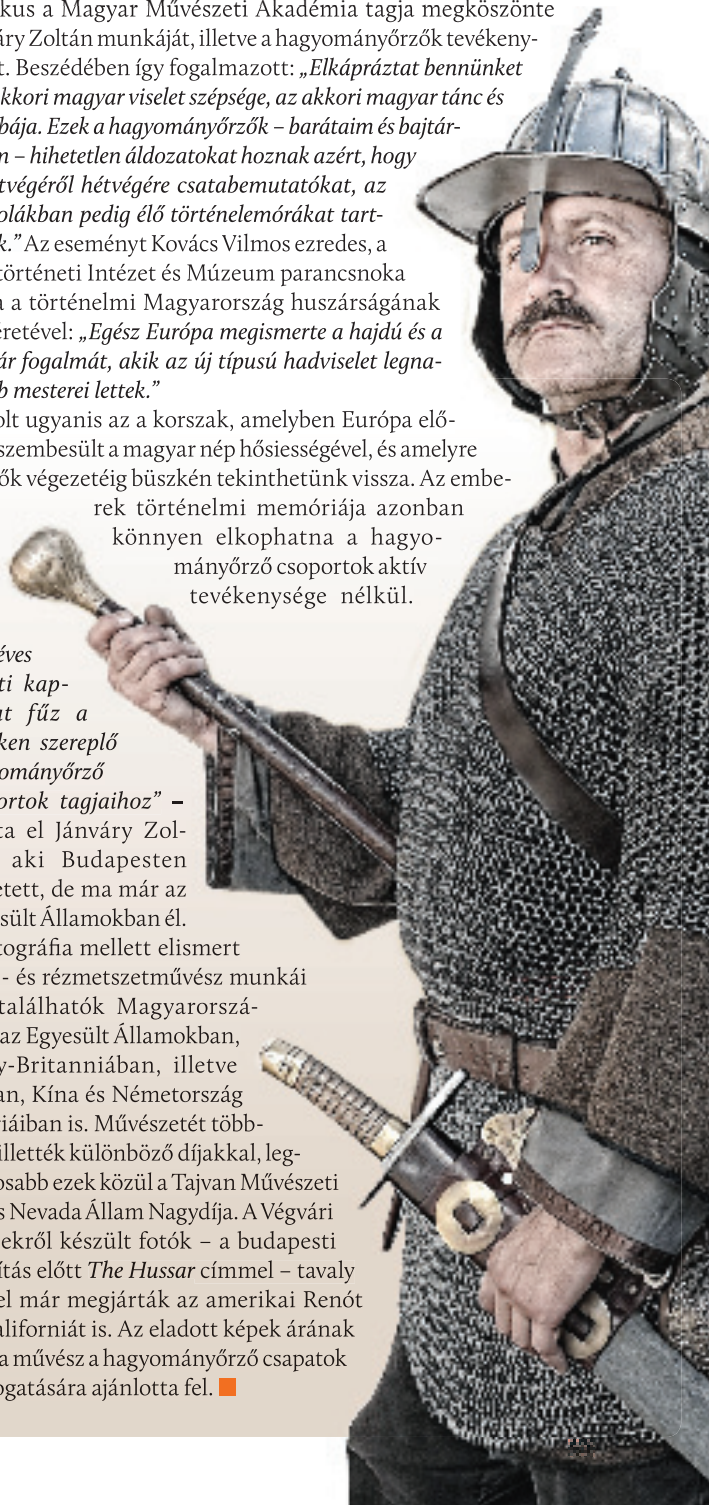 kus a Magyar Művészeti Akadémia tagja megköszönte
áry Zoltán munkáját, illetve a hagyományőrzők tevékeny-
t. Beszédében így fogalmazott: „Elkápráztat bennünket
kkori magyar viselet szépsége, az akkori magyar tánc és
bája. Ezek a hagyományőrzők – barátaim és bajtár-
n – hihetetlen áldozatokat hoznak azért, hogy
tvégéről hétvégére csatabemutatókat, az
olákban pedig élő történelemórákat tart-
k.” Az eseményt Kovács Vilmos ezredes, a
történeti Intézet és Múzeum parancsnoka
a a történelmi Magyarország huszárságának
éretével: „Egész Európa megismerte a hajdú és a
ár fogalmát, akik az új típusú hadviselet legna-
b mesterei lettek.”
olt ugyanis az a korszak, amelyben Európa elő-
szembesült a magyar nép hősiességével, és amelyre
ők végezetéig büszkén tekinthetünk vissza. Az embe-
rek történelmi memóriája azonban
könnyen elkophatna a hagyo-
mányőrző csoportok aktív
tevékenysége nélkül.
éves
ti kap-
at fűz a
ken szereplő
ományőrző
ortok tagjaihoz” –
ta el Jánváry Zol-
aki Budapesten
etett, de ma már az
sült Államokban él.
tográfia mellett elismert
- és rézmetszetművész munkái
találhatók Magyarorszá-
az Egyesült Államokban,
y-Britanniában, illetve
an, Kína és Németország
iáiban is. Művészetét több-
illették különböző díjakkal, leg-
osabb ezek közül a Tajvan Művészeti
s Nevada Állam Nagydíja. A Végvári
ekről készült fotók – a budapesti
ítás előtt The Hussar címmel – tavaly
el már megjárták az amerikai Renót
aliforniát is. Az eladott képek árának
a művész a hagyományőrző csapatok
ogatására ajánlotta fel.